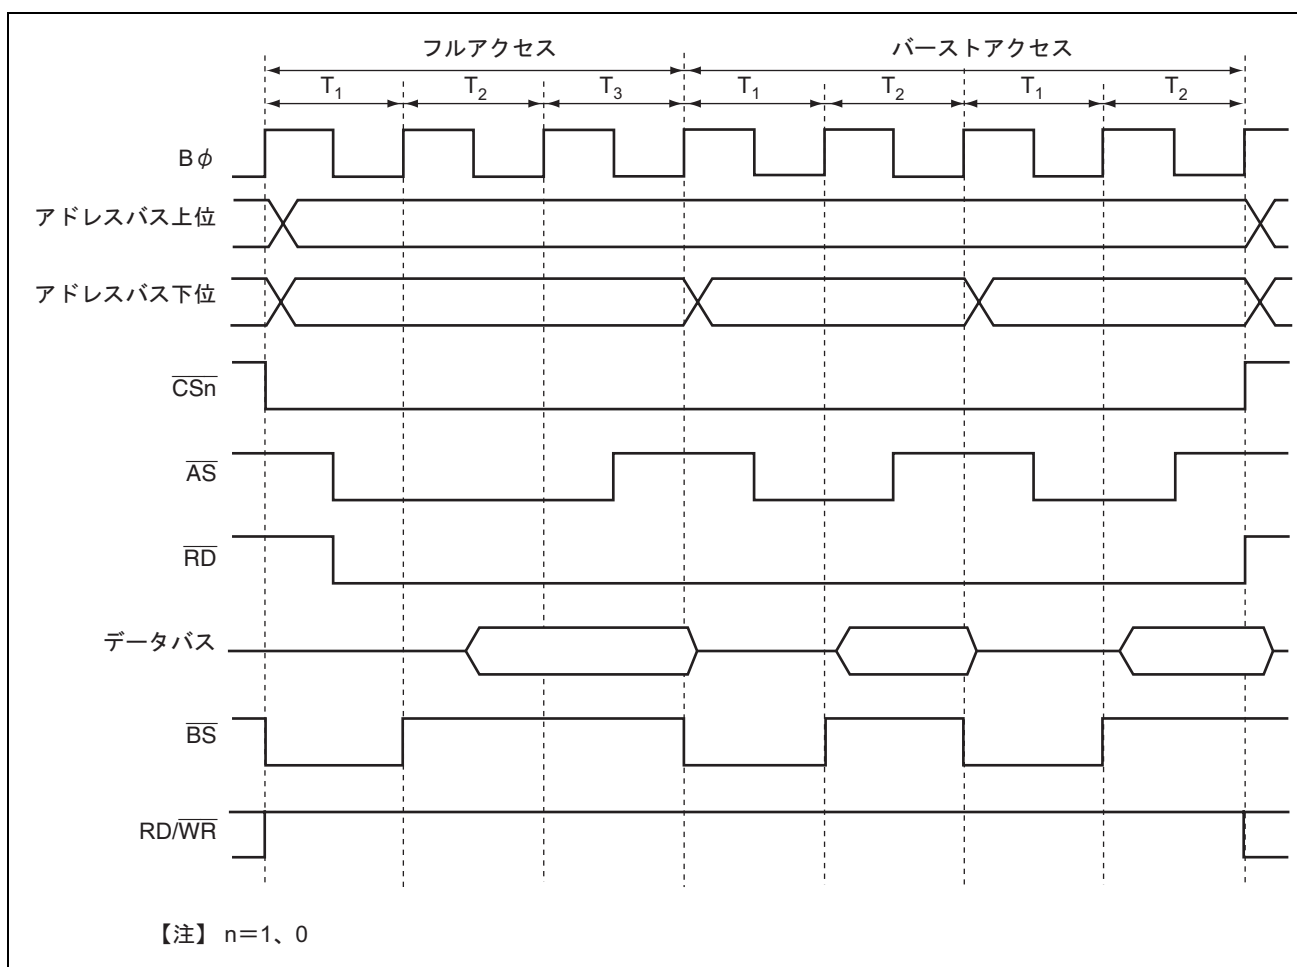 フルアクセス バーストアクセス
T1 T2 T3 T1 T2 T1 T2
Bφ
アドレスバス上位
アドレスバス下位
CSn
AS
RD
データバス
BS
RD/WR
【注】 n＝1、0